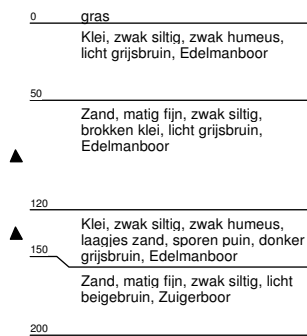 0 gras
Klei, zwak siltig, zwak humeus,
licht grijsbruin, Edelmanboor
50
Zand, matig fijn, zwak siltig,
brokken klei, licht grijsbruin,
Edelmanboor
120
Klei, zwak siltig, zwak humeus,
laagjes zand, sporen puin, donker
grijsbruin, Edelmanboor
150
Zand, matig fijn, zwak siltig, licht
beigebruin, Zuigerboor
200